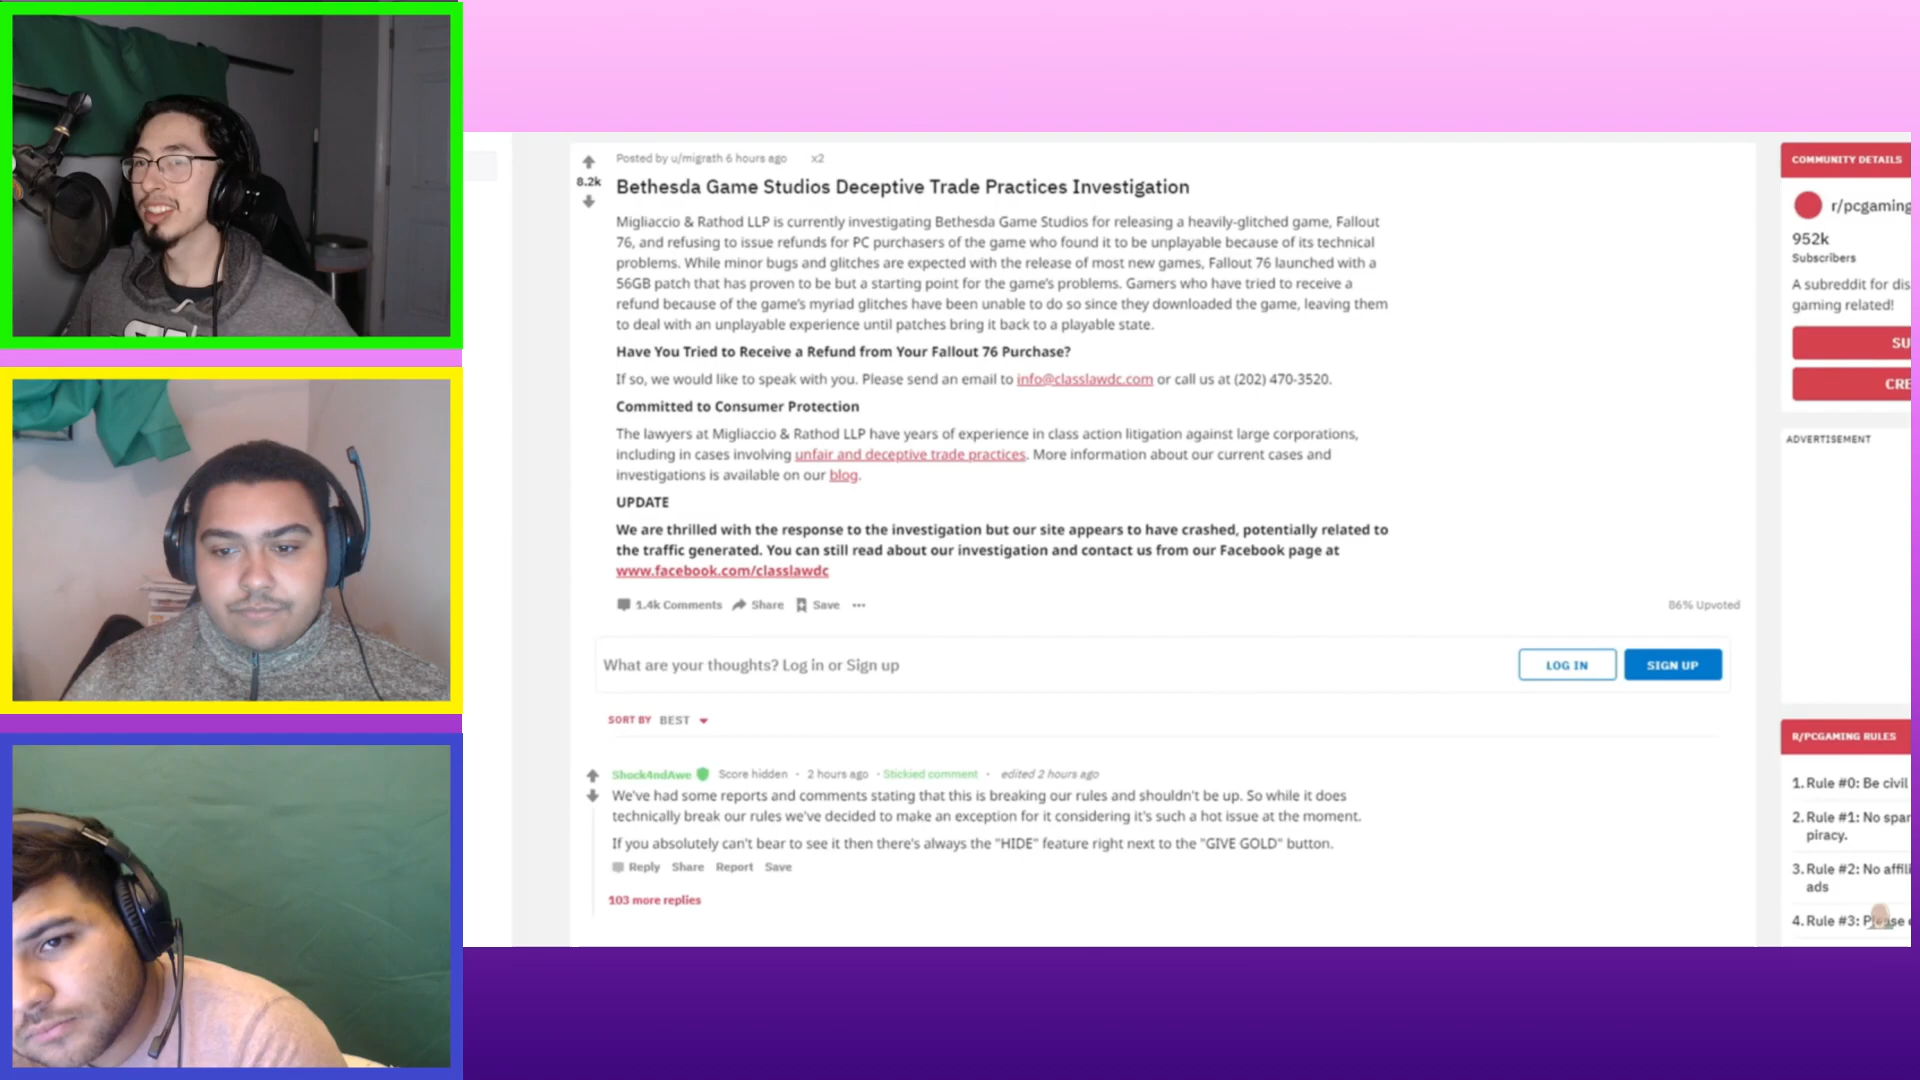 Posted by u/migrath 6 hours ago x2
8.2k
Bethesda Game Studios Deceptive Trade Practices Investigation
Migliaccio & Rathod LLP is currently investigating Bethesda Game Studios for releasing a heavily-glitched game, Fallout
76, and refusing to issue refunds for PC purchasers of the game who found it to be unplayable because of its technical
problems. While minor bugs and glitches are expected with the release of most new games, Fallout 76 launched with a
56GB patch that has proven to be but a starting point for the game's problems. Gamers who have tried to receive a
refund because of the game's myriad glitches have been unable to do so since they downloaded the game, leaving them
to deal with an unplayable experience until patches bring it back to a playable state.
Have You Tried to Receive a Refund from Your Fallout 76 Purchase?
If so, we would like to speak with you. Please send an email to info@classlawdc.com or call us at (202) 470-3520.
Committed to Consumer Protection
The lawyers at Migliaccio & Rathod LLP have years of experience in class action litigation against large corporations,
including in cases involving unfair and deceptive trade practices. More information about our current cases and
investigations is available on our blog.
UPDATE
We are thrilled with the response to the investigation but our site appears to have crashed, potentially related to
the traffic generated. You can still read about our investigation and contact us from our Facebook page at
www.facebook.com/classlawdc
1.4k Comments Share Save ••• 86% Upvoted
What are your thoughts? Log in or Sign up LOG IN SIGN UP
SORT BY BEST
Shock4ndAwe Score hidden · 2 hours ago · Stickied comment · edited 2 hours ago
We've had some reports and comments stating that this is breaking our rules and shouldn't be up. So while it does
technically break our rules we've decided to make an exception for it considering it's such a hot issue at the moment.
If you absolutely can't bear to see it then there's always the "HIDE" feature right next to the "GIVE GOLD" button.
Reply Share Report Save
103 more replies
COMMUNITY DETAILS
r/pcgaming
952k
Subscribers
A subreddit for dis
gaming related!
SU
CRE
ADVERTISEMENT
R/PCGAMING RULES
1. Rule #0: Be civil
2. Rule #1: No spar
piracy.
3. Rule #2: No affili
ads
4. Rule #3: Please